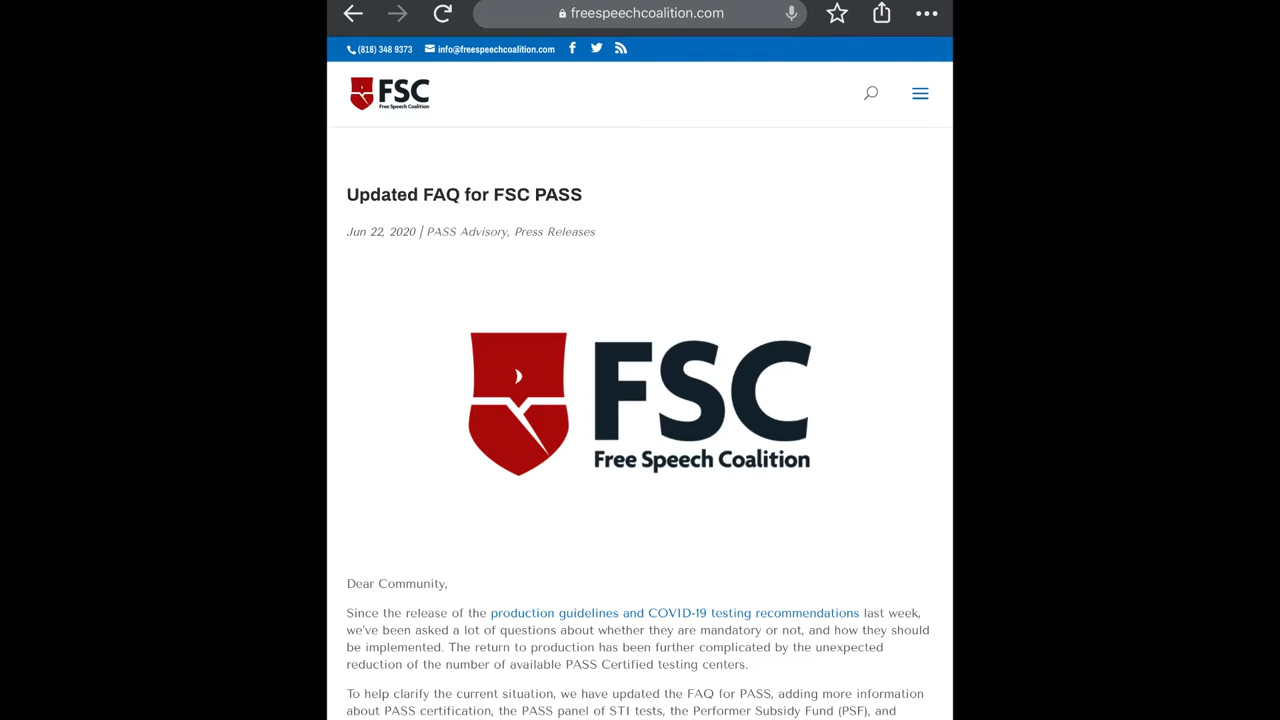 freespeechcoalition.com
(818) 348 9373 info@freespeechcoalition.com
FSC
Free Speech Coalition
Updated FAQ for FSC PASS
Jun 22, 2020 | PASS Advisory, Press Releases
FSC
Free Speech Coalition
Dear Community,
Since the release of the production guidelines and COVID-19 testing recommendations last week,
we've been asked a lot of questions about whether they are mandatory or not, and how they should
be implemented. The return to production has been further complicated by the unexpected
reduction of the number of available PASS Certified testing centers.
To help clarify the current situation, we have updated the FAQ for PASS, adding more information
about PASS certification, the PASS panel of STI tests, the Performer Subsidy Fund (PSF), and